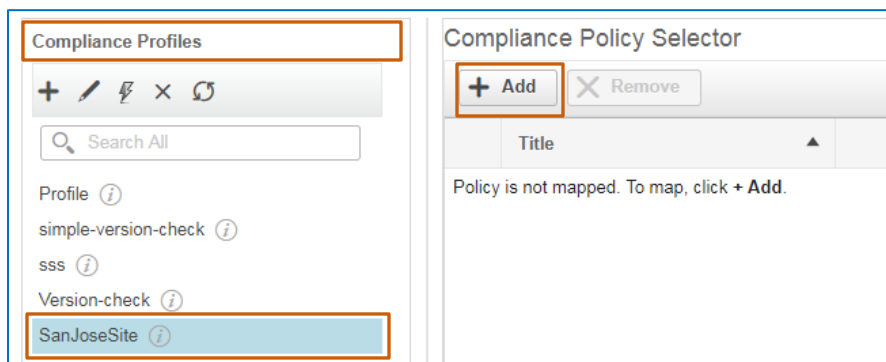 Compliance Profiles
Search All
Profile
simple-version-check
sss
Version-check
SanJoseSite
Compliance Policy Selector
Add
Remove
Title
Policy is not mapped. To map, click + Add.